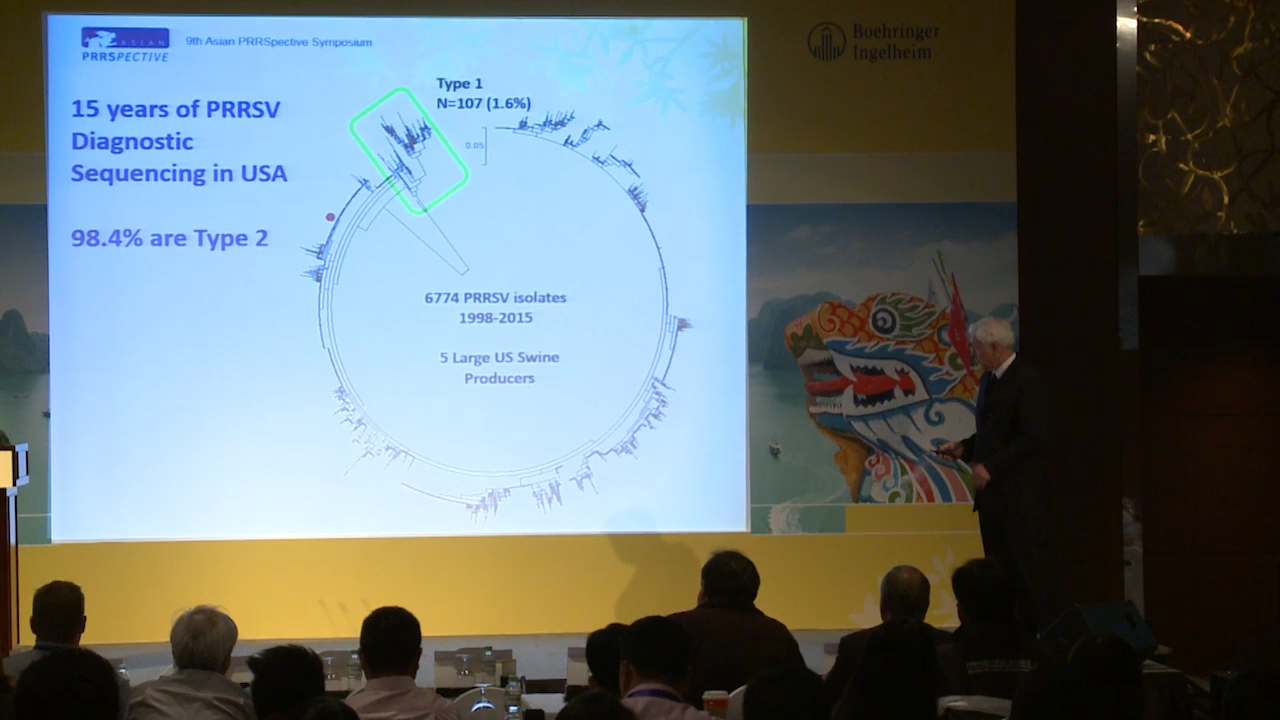 ASIAN
PRRSPECTIVE
9th Asian PRRSpective Symposium
Boehringer
Ingelheim
15 years of PRRSV
Diagnostic
Sequencing in USA
98.4% are Type 2
Type 1
N=107 (1.6%)
0.05
6774 PRRSV isolates
1998-2015
5 Large US Swine
Producers